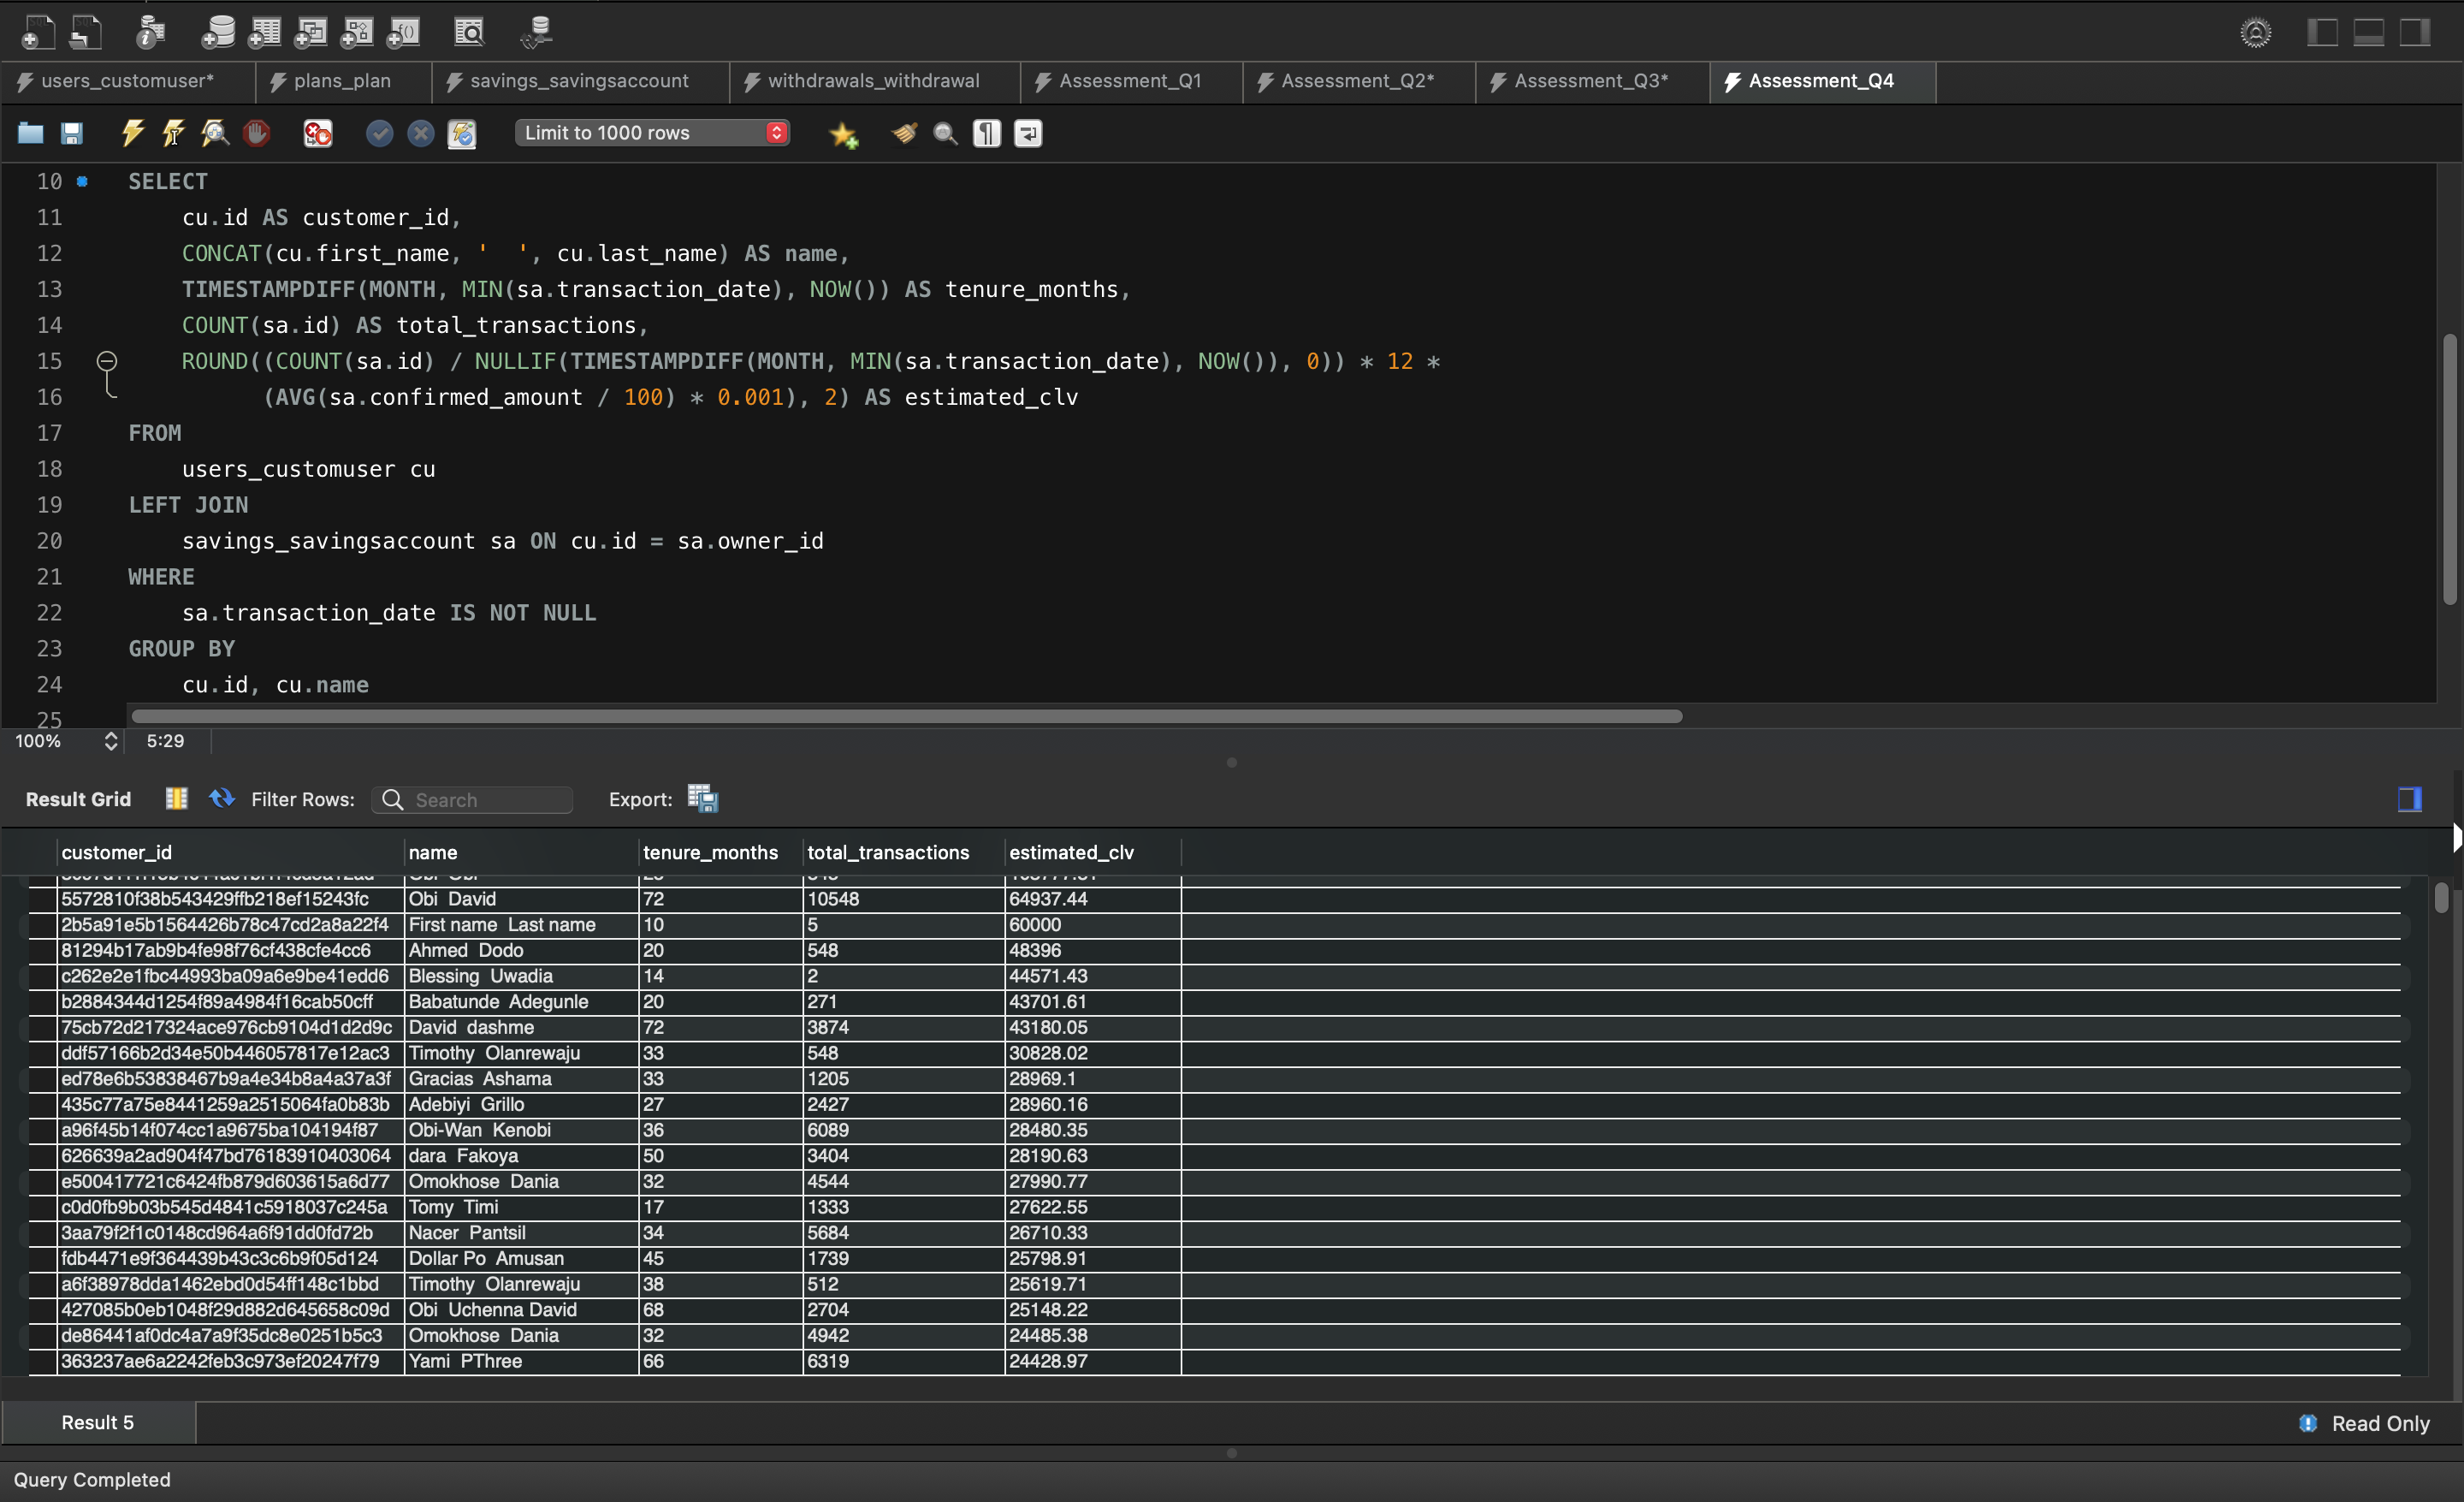 users_customuser* plans_plan savings_savingsaccount withdrawals_withdrawal Assessment_Q1 Assessment_Q2* Assessment_Q3* Assessment_Q4
Limit to 1000 rows
10 SELECT
11 cu.id AS customer_id,
12 CONCAT(cu.first_name, '  ', cu.last_name) AS name,
13 TIMESTAMPDIFF(MONTH, MIN(sa.transaction_date), NOW()) AS tenure_months,
14 COUNT(sa.id) AS total_transactions,
15 ROUND((COUNT(sa.id) / NULLIF(TIMESTAMPDIFF(MONTH, MIN(sa.transaction_date), NOW()), 0)) * 12 *
16 (AVG(sa.confirmed_amount / 100) * 0.001), 2) AS estimated_clv
17 FROM
18 users_customuser cu
19 LEFT JOIN
20 savings_savingsaccount sa ON cu.id = sa.owner_id
21 WHERE
22 sa.transaction_date IS NOT NULL
23 GROUP BY
24 cu.id, cu.name
25
100% 5:29
Result Grid Filter Rows: Search Export:
customer_id name tenure_months total_transactions estimated_clv
5572810f38b543429ffb218ef15243fc Obi  David 72 10548 64937.44
2b5a91e5b1564426b78c47cd2a8a22f4 First name  Last name 10 5 60000
81294b17ab9b4fe98f76cf438cfe4cc6 Ahmed  Dodo 20 548 48396
c262e2e1fbc44993ba09a6e9be41edd6 Blessing  Uwadia 14 2 44571.43
b2884344d1254f89a4984f16cab50cff Babatunde  Adegunle 20 271 43701.61
75cb72d217324ace976cb9104d1d2d9c David  dashme 72 3874 43180.05
ddf57166b2d34e50b446057817e12ac3 Timothy  Olanrewaju 33 548 30828.02
ed78e6b53838467b9a4e34b8a4a37a3f Gracias  Ashama 33 1205 28969.1
435c77a75e8441259a2515064fa0b83b Adebiyi  Grillo 27 2427 28960.16
a96f45b14f074cc1a9675ba104194f87 Obi-Wan  Kenobi 36 6089 28480.35
626639a2ad904f47bd76183910403064 dara  Fakoya 50 3404 28190.63
e500417721c6424fb879d603615a6d77 Omokhose  Dania 32 4544 27990.77
c0d0fb9b03b545d4841c5918037c245a Tomy  Timi 17 1333 27622.55
3aa79f2f1c0148cd964a6f91dd0fd72b Nacer  Pantsil 34 5684 26710.33
fdb4471e9f364439b43c3c6b9f05d124 Dollar Po  Amusan 45 1739 25798.91
a6f38978dda1462ebd0d54ff148c1bbd Timothy  Olanrewaju 38 512 25619.71
427085b0eb1048f29d882d645658c09d Obi  Uchenna David 68 2704 25148.22
de86441af0dc4a7a9f35dc8e0251b5c3 Omokhose  Dania 32 4942 24485.38
363237ae6a2242feb3c973ef20247f79 Yami  PThree 66 6319 24428.97
Result 5 Read Only
Query Completed